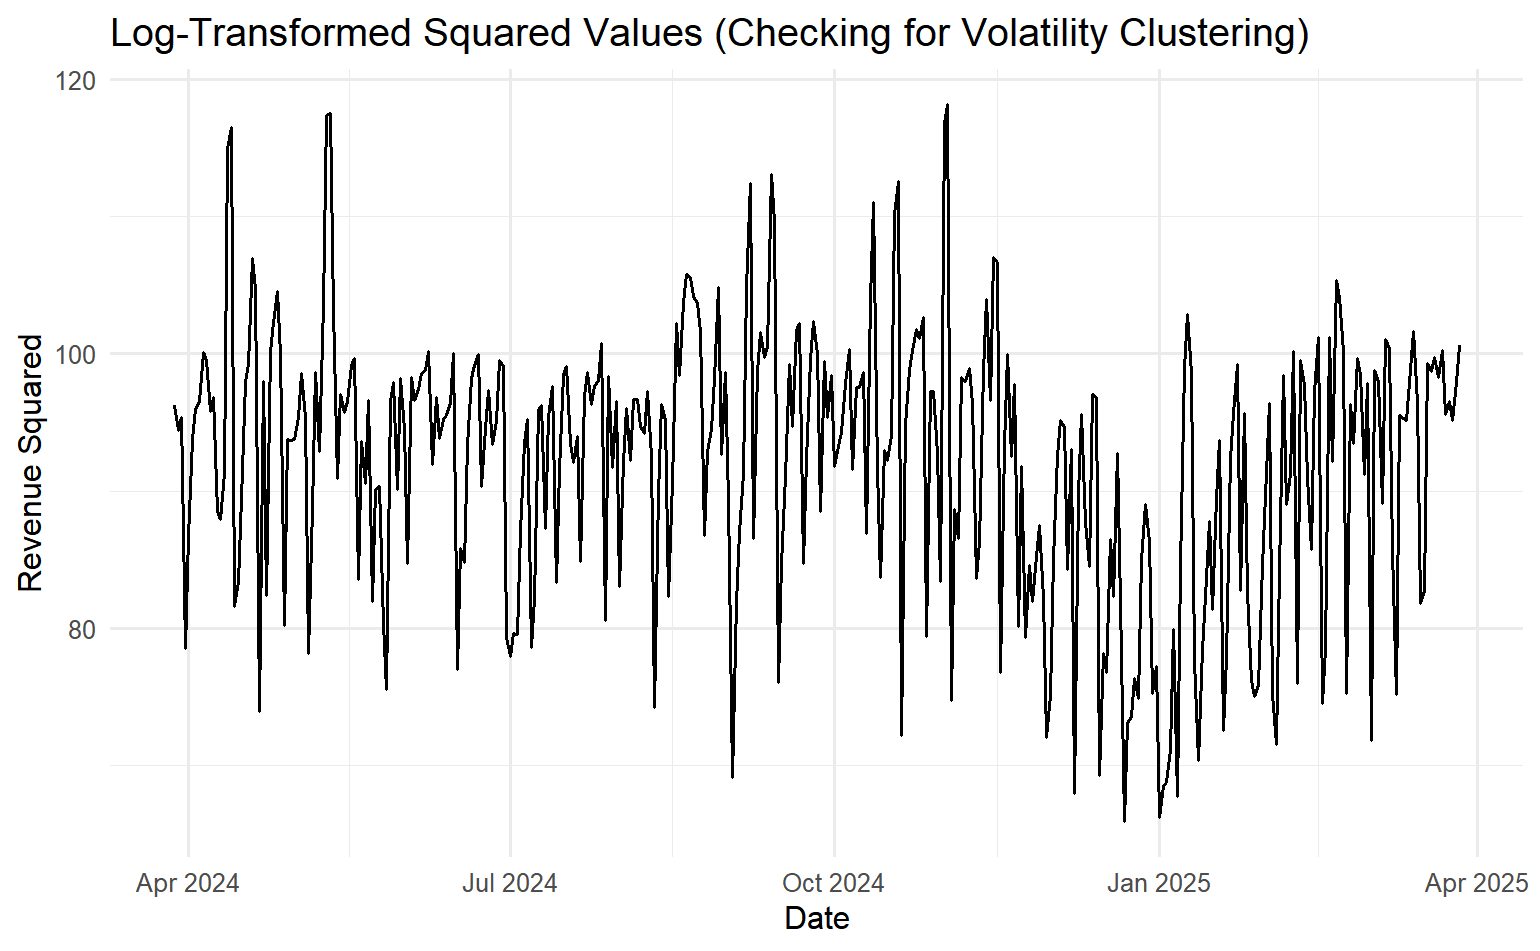 Log-Transformed Squared Values (Checking for Volatility Clustering)
120
100
80
Revenue Squared
Apr 2024
Jul 2024
Oct 2024
Jan 2025
Apr 2025
Date